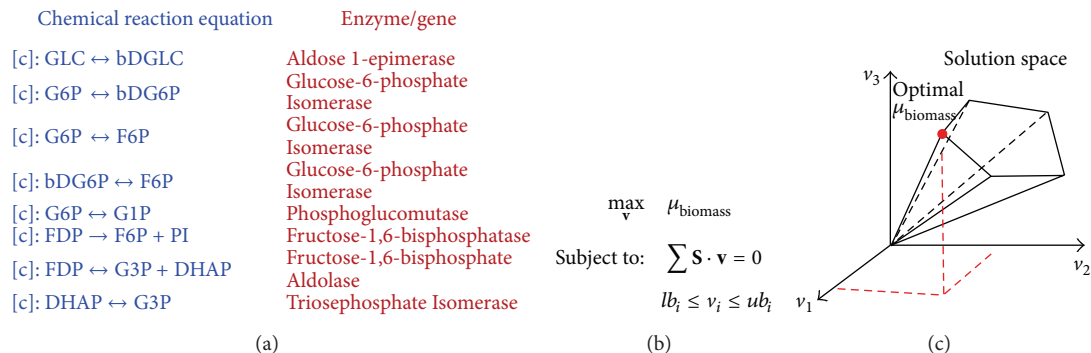 Chemical reaction equation Enzyme/gene
[c]: GLC ↔ bDGLC Aldose 1-epimerase
[c]: G6P ↔ bDG6P Glucose-6-phosphate
Isomerase
[c]: G6P ↔ F6P Glucose-6-phosphate
Isomerase
[c]: bDG6P ↔ F6P Glucose-6-phosphate
Isomerase
[c]: G6P ↔ G1P Phosphoglucomutase
[c]: FDP → F6P + PI Fructose-1,6-bisphosphatase
[c]: FDP ↔ G3P + DHAP Fructose-1,6-bisphosphate
Aldolase
[c]: DHAP ↔ G3P Triosephosphate Isomerase
(a)
max v μbiomass
Subject to: ∑ S · v = 0
lbi ≤ vi ≤ ubi
(b)
Solution space
v3
Optimal
μbiomass
v2
v1
(c)